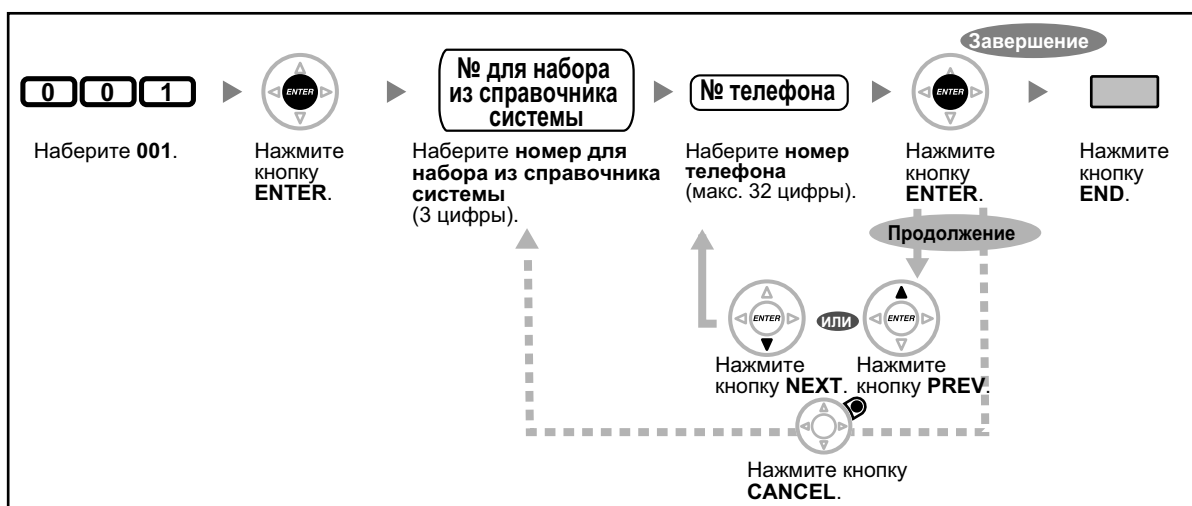 Завершение
0 0 1
ENTER
№ для набора
из справочника
системы
№ телефона
ENTER
Наберите 001.
Нажмите
кнопку
ENTER.
Наберите номер для
набора из справочника
системы
(3 цифры).
Наберите номер
телефона
(макс. 32 цифры).
Нажмите
кнопку
ENTER.
Нажмите
кнопку
END.
Продолжение
ENTER
или
ENTER
Нажмите
кнопку NEXT.
Нажмите
кнопку PREV.
Нажмите кнопку
CANCEL.